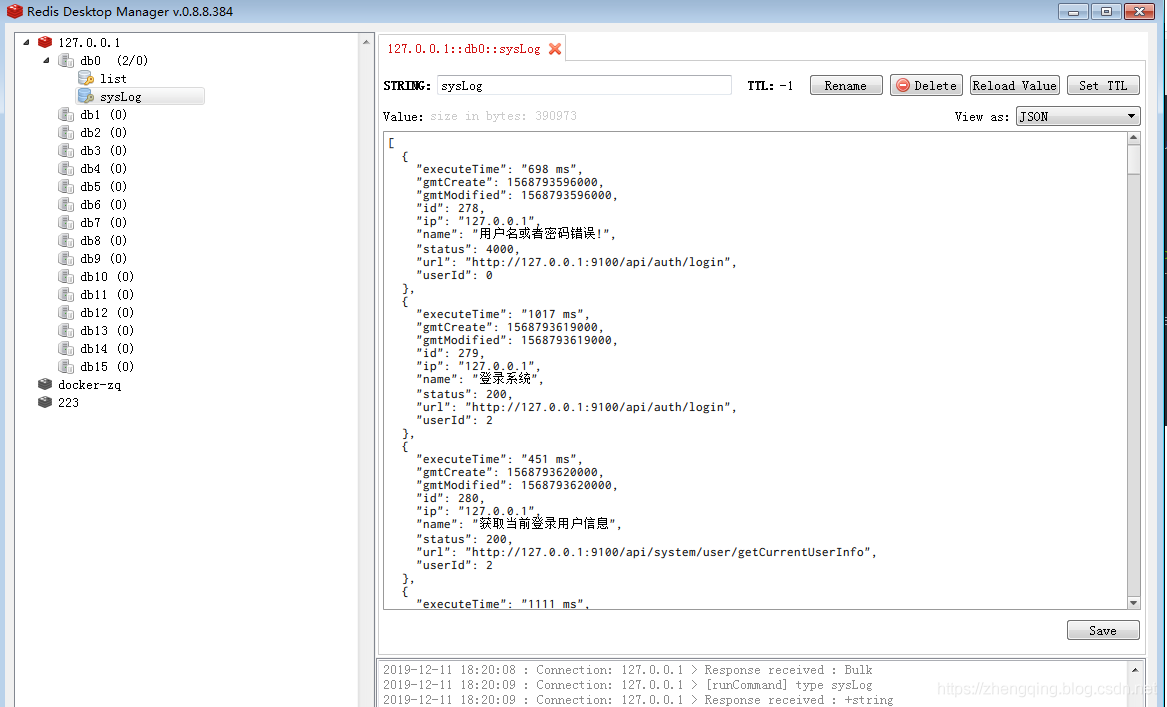 Redis Desktop Manager v.0.8.8.384
127.0.0.1
db0 (2/0)
list
sysLog
db1 (0)
db2 (0)
db3 (0)
db4 (0)
db5 (0)
db6 (0)
db7 (0)
db8 (0)
db9 (0)
db10 (0)
db11 (0)
db12 (0)
db13 (0)
db14 (0)
db15 (0)
docker-zq
223
127.0.0.1::db0::sysLog
STRING: sysLog TTL: -1 Rename Delete Reload Value Set TTL
Value: size in bytes: 390973 View as: JSON
[
{
"executeTime": "698 ms",
"gmtCreate": 1568793596000,
"gmtModified": 1568793596000,
"id": 278,
"ip": "127.0.0.1",
"name": "用户名或者密码错误!",
"status": 4000,
"url": "http://127.0.0.1:9100/api/auth/login",
"userId": 0
},
{
"executeTime": "1017 ms",
"gmtCreate": 1568793619000,
"gmtModified": 1568793619000,
"id": 279,
"ip": "127.0.0.1",
"name": "登录系统",
"status": 200,
"url": "http://127.0.0.1:9100/api/auth/login",
"userId": 2
},
{
"executeTime": "451 ms",
"gmtCreate": 1568793620000,
"gmtModified": 1568793620000,
"id": 280,
"ip": "127.0.0.1",
"name": "获取当前登录用户信息",
"status": 200,
"url": "http://127.0.0.1:9100/api/system/user/getCurrentUserInfo",
"userId": 2
},
{
"executeTime": "1111 ms",
Save
2019-12-11 18:20:08 : Connection: 127.0.0.1 > Response received : Bulk
2019-12-11 18:20:09 : Connection: 127.0.0.1 > [runCommand] type sysLog
2019-12-11 18:20:09 : Connection: 127.0.0.1 > Response received : +string
https://zhengqing.blog.csdn.net